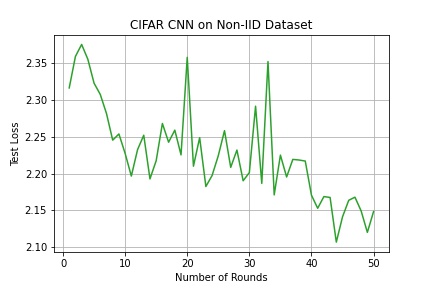 CIFAR CNN on Non-IID Dataset
2.35
2.30
2.25
2.20
2.15
2.10
Test Loss
0 10 20 30 40 50
Number of Rounds